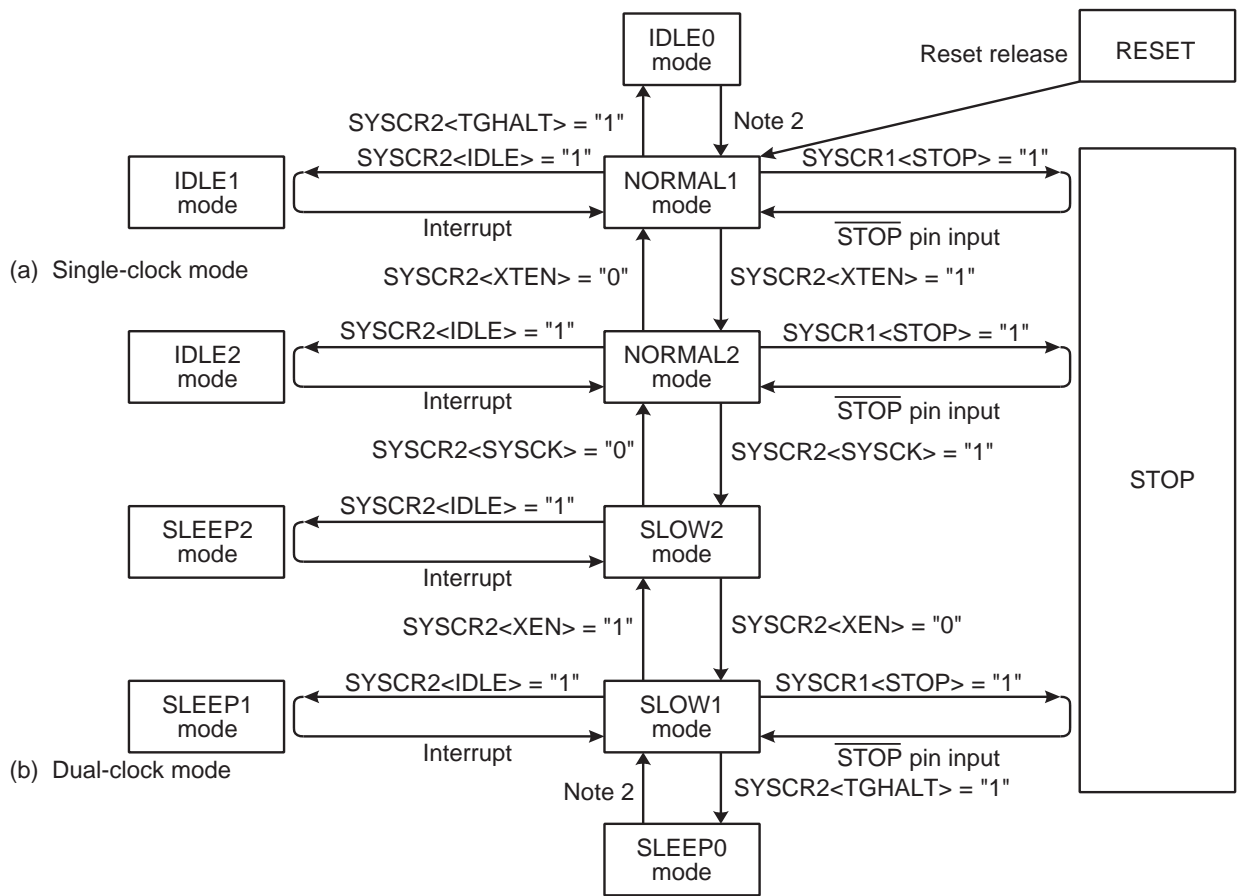 IDLE0
mode
Reset release
RESET
SYSCR2<TGHALT> = "1"
Note 2
SYSCR2<IDLE> = "1"
SYSCR1<STOP> = "1"
IDLE1
mode
NORMAL1
mode
Interrupt
STOP pin input
(a) Single-clock mode
SYSCR2<XTEN> = "0"
SYSCR2<XTEN> = "1"
SYSCR2<IDLE> = "1"
SYSCR1<STOP> = "1"
IDLE2
mode
NORMAL2
mode
Interrupt
STOP pin input
SYSCR2<SYSCK> = "0"
SYSCR2<SYSCK> = "1"
STOP
SYSCR2<IDLE> = "1"
SLEEP2
mode
SLOW2
mode
Interrupt
SYSCR2<XEN> = "1"
SYSCR2<XEN> = "0"
SYSCR2<IDLE> = "1"
SYSCR1<STOP> = "1"
SLEEP1
mode
SLOW1
mode
Interrupt
STOP pin input
(b) Dual-clock mode
Note 2
SYSCR2<TGHALT> = "1"
SLEEP0
mode